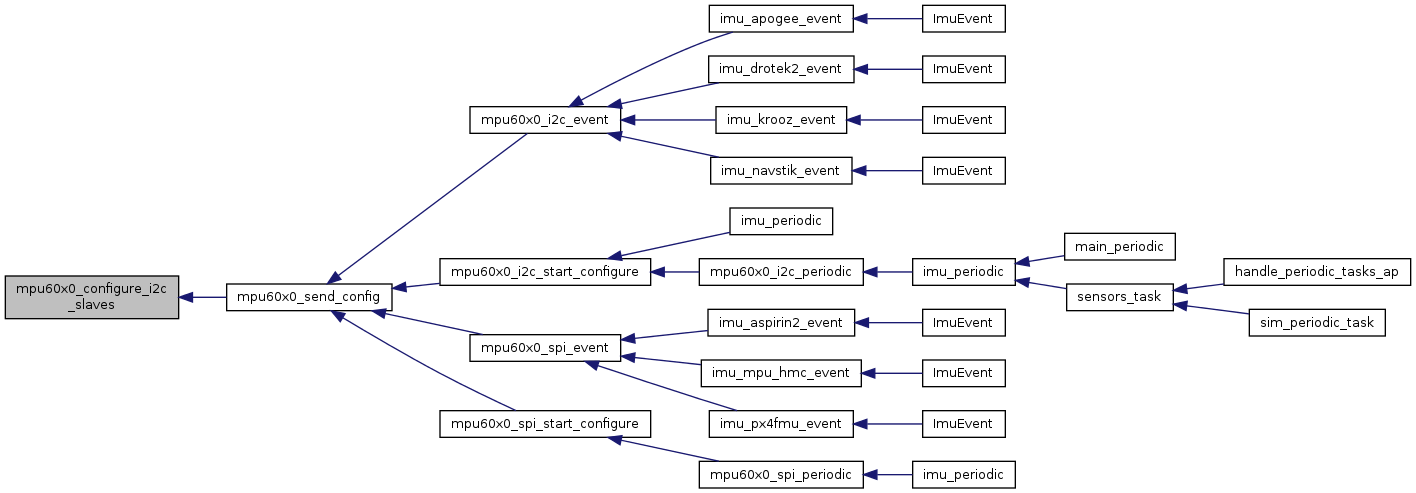 imu_apogee_event
ImuEvent
imu_drotek2_event
ImuEvent
mpu60x0_i2c_event
imu_krooz_event
ImuEvent
imu_navstik_event
ImuEvent
imu_periodic
main_periodic
mpu60x0_i2c_start_configure
mpu60x0_i2c_periodic
imu_periodic
handle_periodic_tasks_ap
mpu60x0_configure_i2c
_slaves
mpu60x0_send_config
sensors_task
imu_aspirin2_event
ImuEvent
sim_periodic_task
mpu60x0_spi_event
imu_mpu_hmc_event
ImuEvent
mpu60x0_spi_start_configure
imu_px4fmu_event
ImuEvent
mpu60x0_spi_periodic
imu_periodic